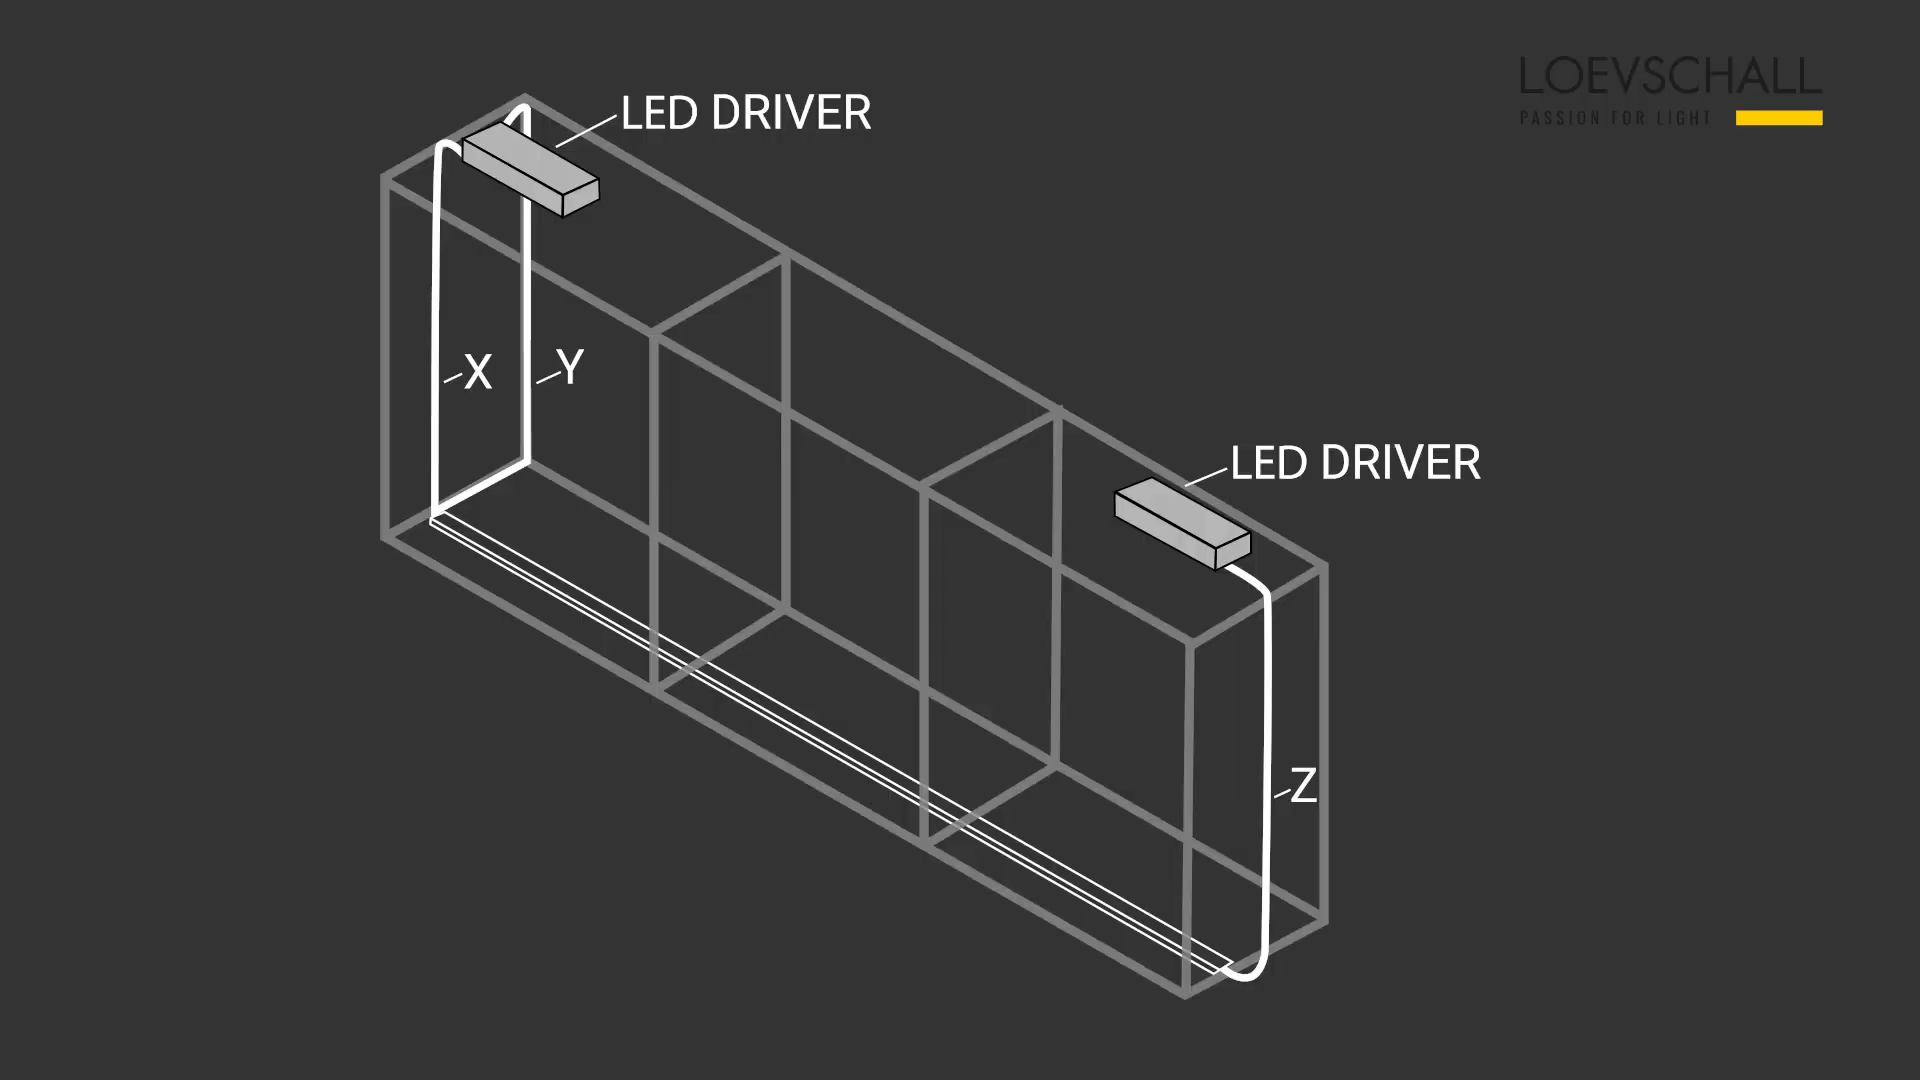 LOEVSCHALL
PASSION FOR LIGHT
LED DRIVER
X
Y
LED DRIVER
Z